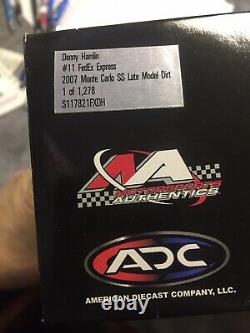 Denny Hamlin
#11 FedEx Express
2007 Monte Carlo SS Late Model Dirt
1 of 1,278
S117821FXDH
MA
MOTORSPORTS
AUTHENTICS
ADC
AMERICAN DIECAST COMPANY, LLC.